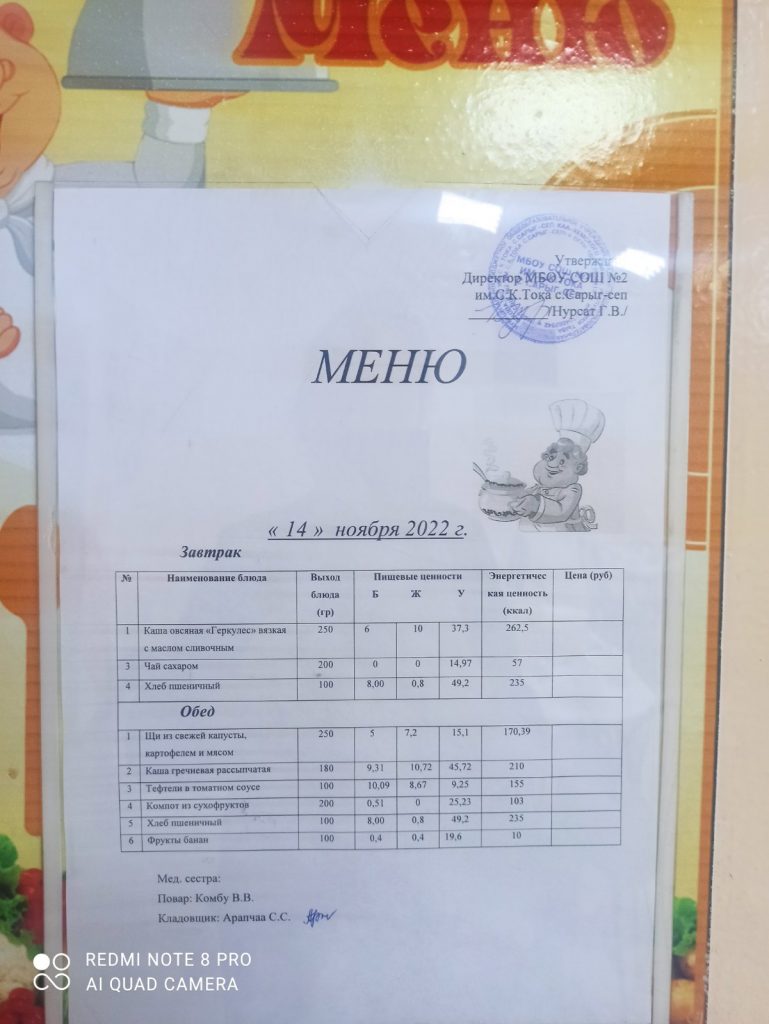 Меню
Утвержд
Директор МБОУ СОШ №2
им.С.К.Тока с.Сарыг-сеп
/Нурсат Г.В./
МЕНЮ
« 14 » ноября 2022 г.
Завтрак
№ Наименование блюда Выход блюда (гр) Пищевые ценности Б Ж У Энергетичес кая ценность (ккал) Цена (руб)
1 Каша овсяная «Геркулес» вязкая с маслом сливочным 250 6 10 37,3 262,5
3 Чай сахаром 200 0 0 14,97 57
4 Хлеб пшеничный 100 8,00 0,8 49,2 235
Обед
1 Щи из свежей капусты, картофелем и мясом 250 5 7,2 15,1 170,39
2 Каша гречневая рассыпчатая 180 9,31 10,72 45,72 210
3 Тефтели в томатном соусе 100 10,09 8,67 9,25 155
4 Компот из сухофруктов 200 0,51 0 25,23 103
5 Хлеб пшеничный 100 8,00 0,8 49,2 235
6 Фрукты банан 100 0,4 0,4 19,6 10
Мед. сестра:
Повар: Комбу В.В.
Кладовщик: Арапчаа С.С.
REDMI NOTE 8 PRO
AI QUAD CAMERA